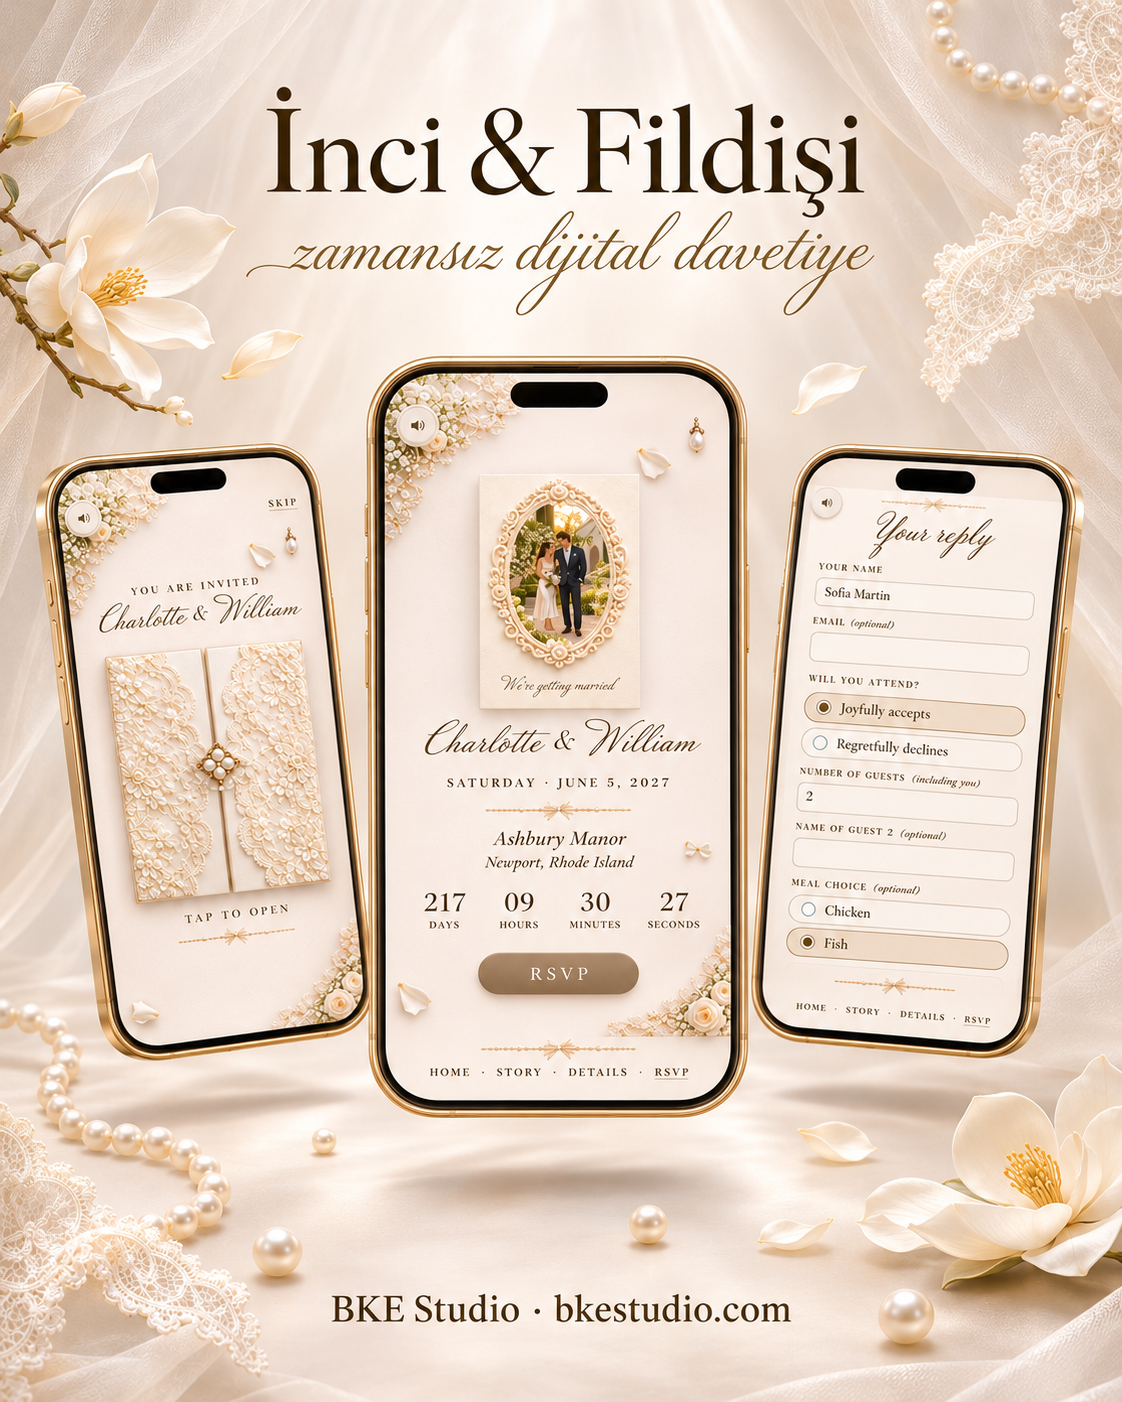 İnci & Fildişi
zamansız dijital davetiye
SKIP
YOU ARE INVITED
Charlotte & William
TAP TO OPEN
We're getting married
Charlotte & William
SATURDAY · JUNE 5, 2027
Ashbury Manor
Newport, Rhode Island
217 09 30 27
DAYS HOURS MINUTES SECONDS
RSVP
HOME · STORY · DETAILS · RSVP
Your reply
YOUR NAME
Sofia Martin
EMAIL (optional)
WILL YOU ATTEND?
Joyfully accepts
Regretfully declines
NUMBER OF GUESTS (including you)
2
NAME OF GUEST 2 (optional)
MEAL CHOICE (optional)
Chicken
Fish
HOME · STORY · DETAILS · RSVP
BKE Studio · bkestudio.com